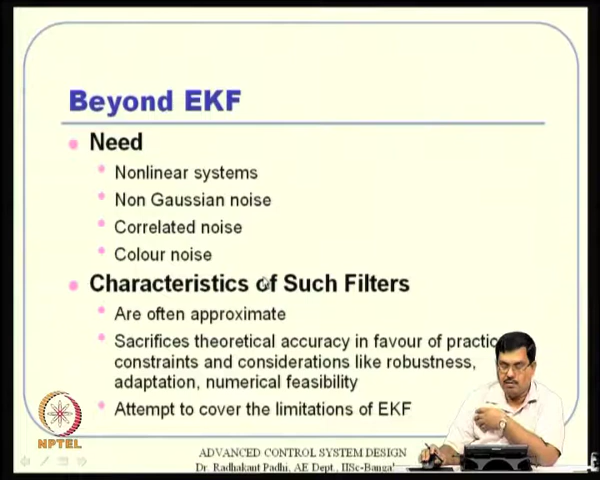 Beyond EKF
Need
Nonlinear systems
Non Gaussian noise
Correlated noise
Colour noise
Characteristics of Such Filters
Are often approximate
Sacrifices theoretical accuracy in favour of
constraints and considerations like robustness,
adaptation, numerical feasibility
Attempt to cover the limitations of EKF
NPTEL
ADVANCED CONTROL SYSTEM DESIGN
Dr. Radhakant Padhi, AE Dept., IISc-Bangal